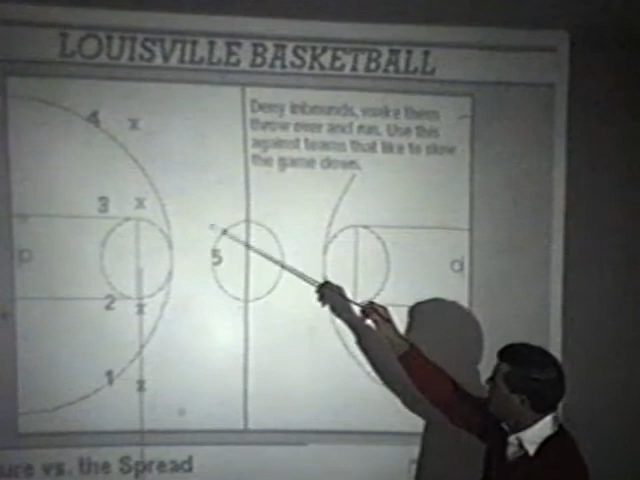 LOUISVILLE BASKETBALL
Deny inbounds, make them
throw over and run. Use this
against teams that like to slow
the game down.
4 x
3 x
5
2 x
1 x
ure vs. the Spread